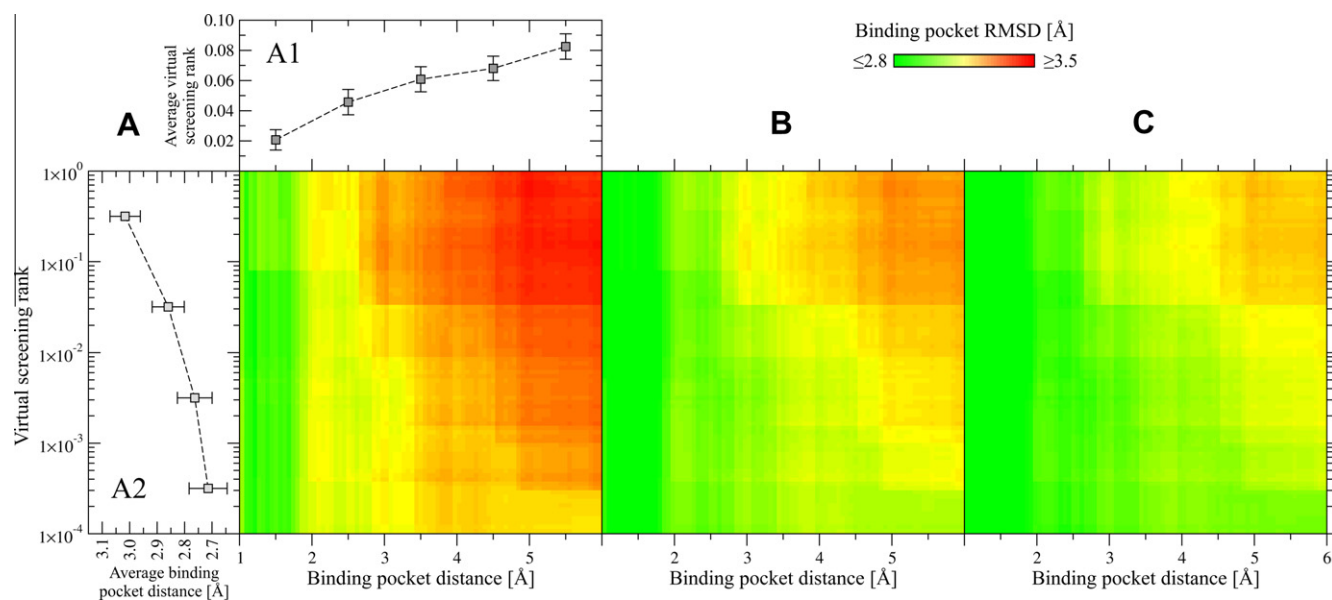 0.10
0.08
0.06
0.04
0.02
Average virtual
screening rank
A1
Binding pocket RMSD [Å]
≤2.8
≥3.5
A
B
C
1×10⁰
1×10⁻¹
1×10⁻²
1×10⁻³
1×10⁻⁴
Virtual screening rank
A2
3.1 3.0 2.9 2.8 2.7
Average binding
pocket distance [Å]
1 2 3 4 5
Binding pocket distance [Å]
2 3 4 5
Binding pocket distance [Å]
2 3 4 5 6
Binding pocket distance [Å]